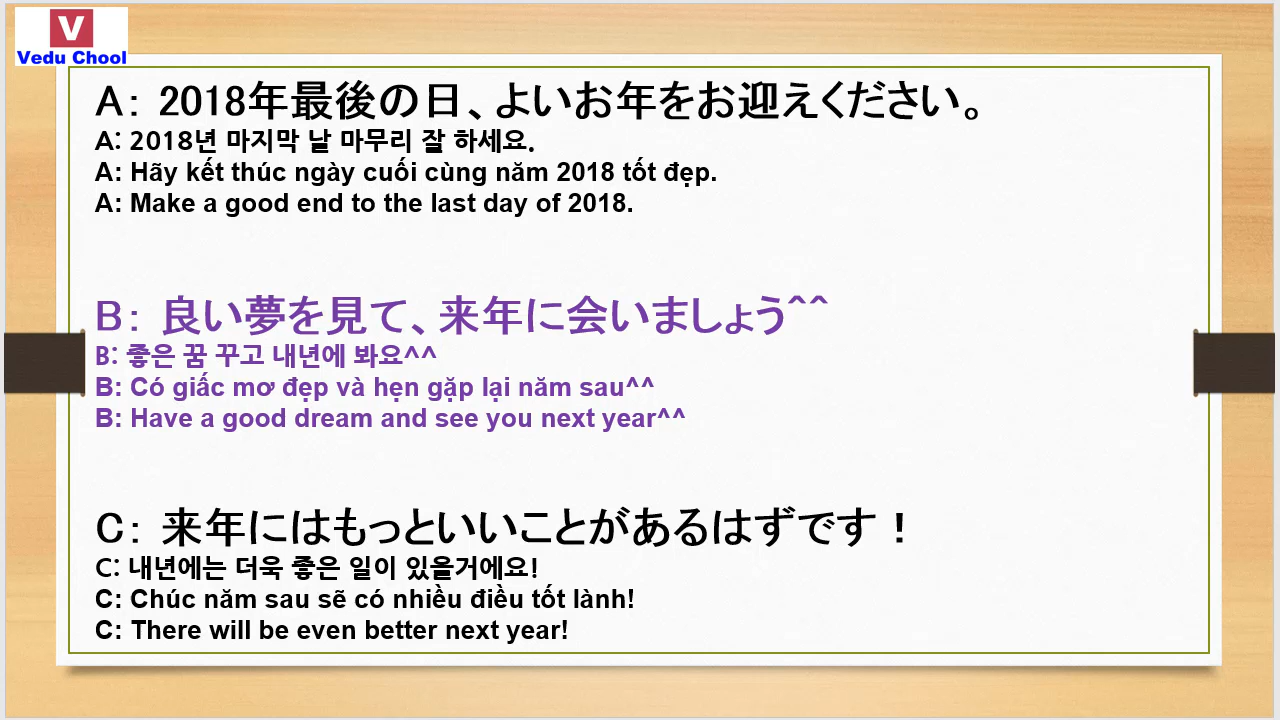 V
Vedu Chool
A： 2018年最後の日、よいお年をお迎えください。
A: 2018년 마지막 날 마무리 잘 하세요.
A: Hãy kết thúc ngày cuối cùng năm 2018 tốt đẹp.
A: Make a good end to the last day of 2018.
B： 良い夢を見て、来年に会いましょう^^
B: 좋은 꿈 꾸고 내년에 봐요^^
B: Có giấc mơ đẹp và hẹn gặp lại năm sau^^
B: Have a good dream and see you next year^^
C： 来年にはもっといいことがあるはずです！
C: 내년에는 더욱 좋은 일이 있올거에요!
C: Chúc năm sau sẽ có nhiều điều tốt lành!
C: There will be even better next year!